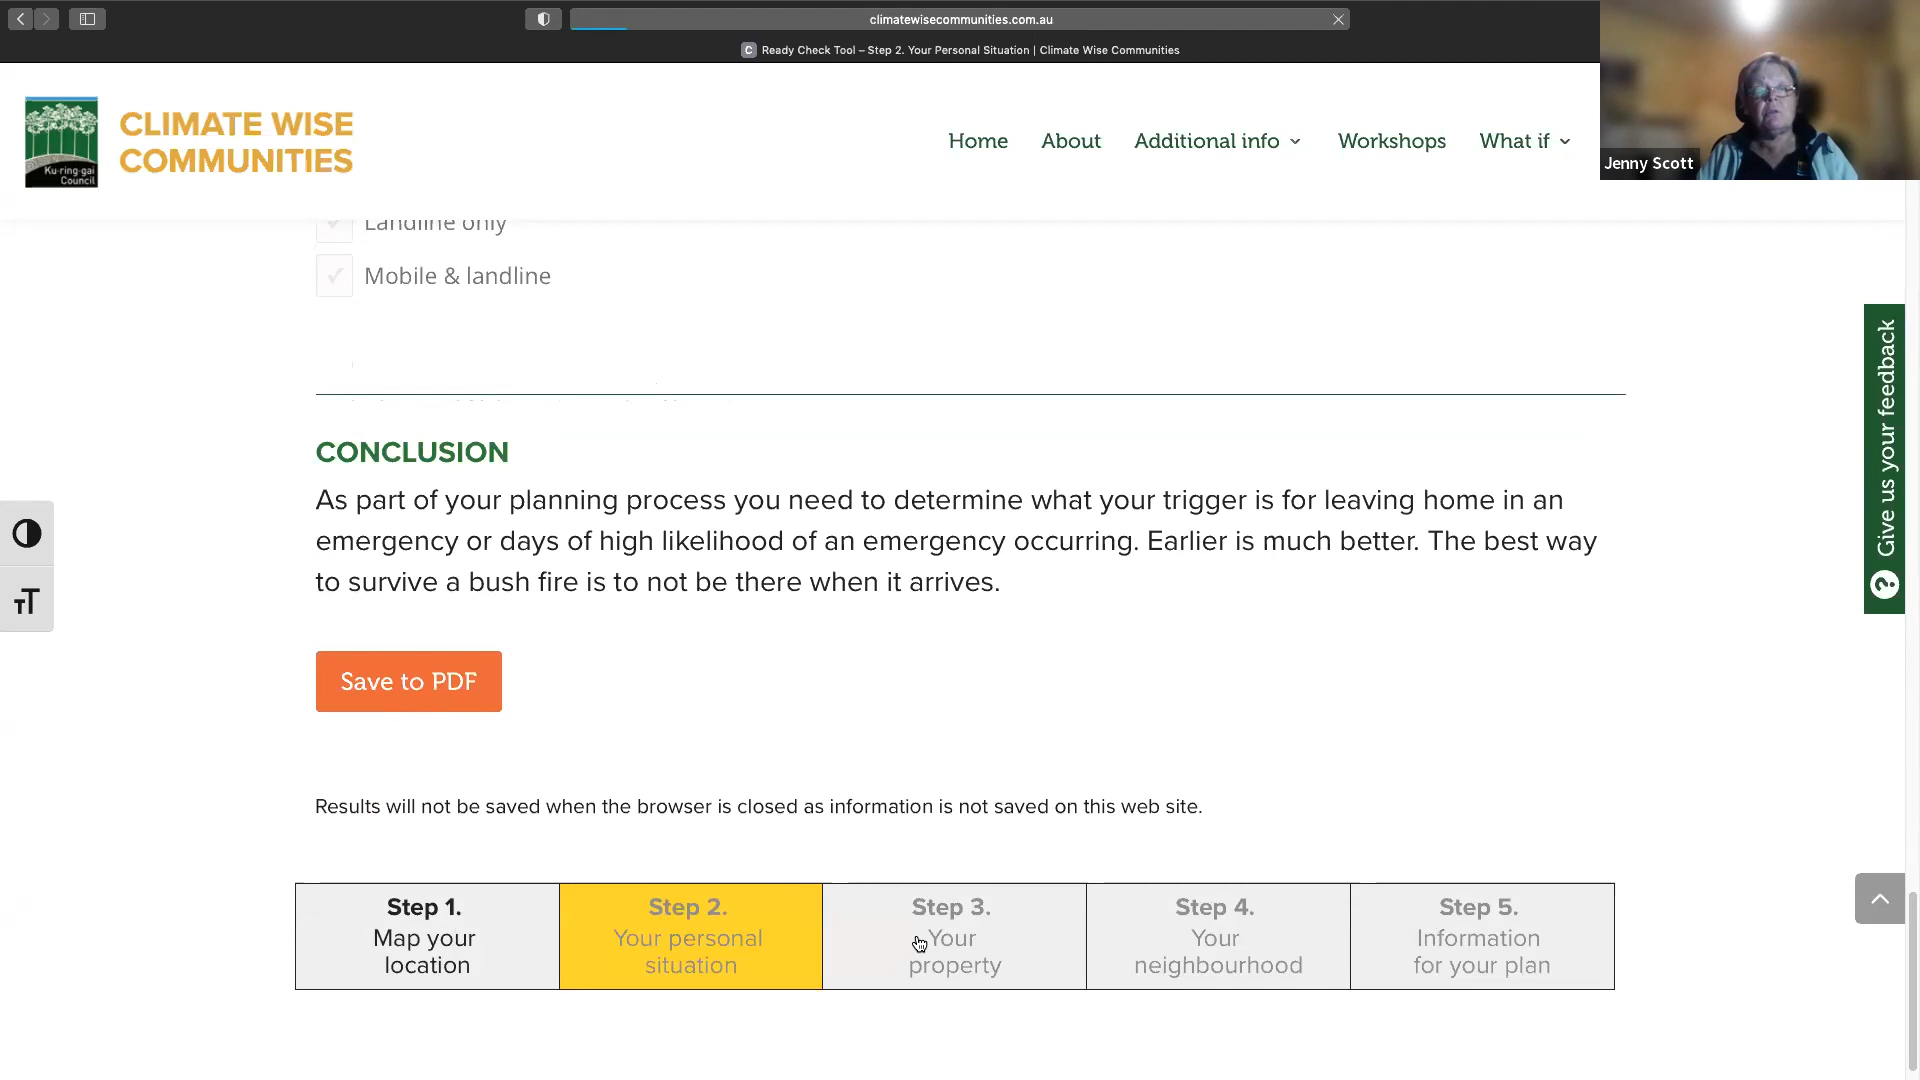 climatewisecommunities.com.au
C Ready Check Tool – Step 2. Your Personal Situation | Climate Wise Communities
Ku-ring-gai
Council
CLIMATE WISE
COMMUNITIES
Home
About
Additional info
Workshops
What if
Jenny Scott
Landline only
Mobile & landline
CONCLUSION
As part of your planning process you need to determine what your trigger is for leaving home in an
emergency or days of high likelihood of an emergency occurring. Earlier is much better. The best way
to survive a bush fire is to not be there when it arrives.
Save to PDF
Results will not be saved when the browser is closed as information is not saved on this web site.
Step 1.
Map your
location
Step 2.
Your personal
situation
Step 3.
Your
property
Step 4.
Your
neighbourhood
Step 5.
Information
for your plan
Give us your feedback
?
TT